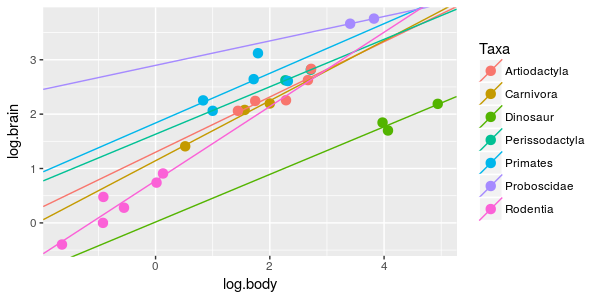 3
2
1
0
log.brain
0
2
4
log.body
Taxa
Artiodactyla
Carnivora
Dinosaur
Perissodactyla
Primates
Proboscidae
Rodentia